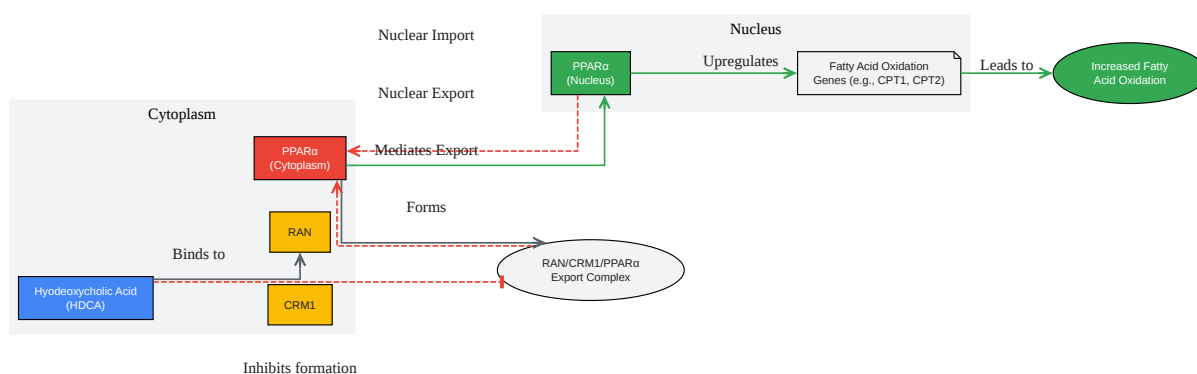 Nuclear Import
Nucleus
PPARα
(Nucleus)
Upregulates
Fatty Acid Oxidation
Genes (e.g., CPT1, CPT2)
Leads to
Increased Fatty
Acid Oxidation
Nuclear Export
Cytoplasm
PPARα
(Cytoplasm)
Mediates Export
Forms
RAN
Binds to
RAN/CRM1/PPARα
Export Complex
Hyodeoxycholic Acid
(HDCA)
CRM1
Inhibits formation